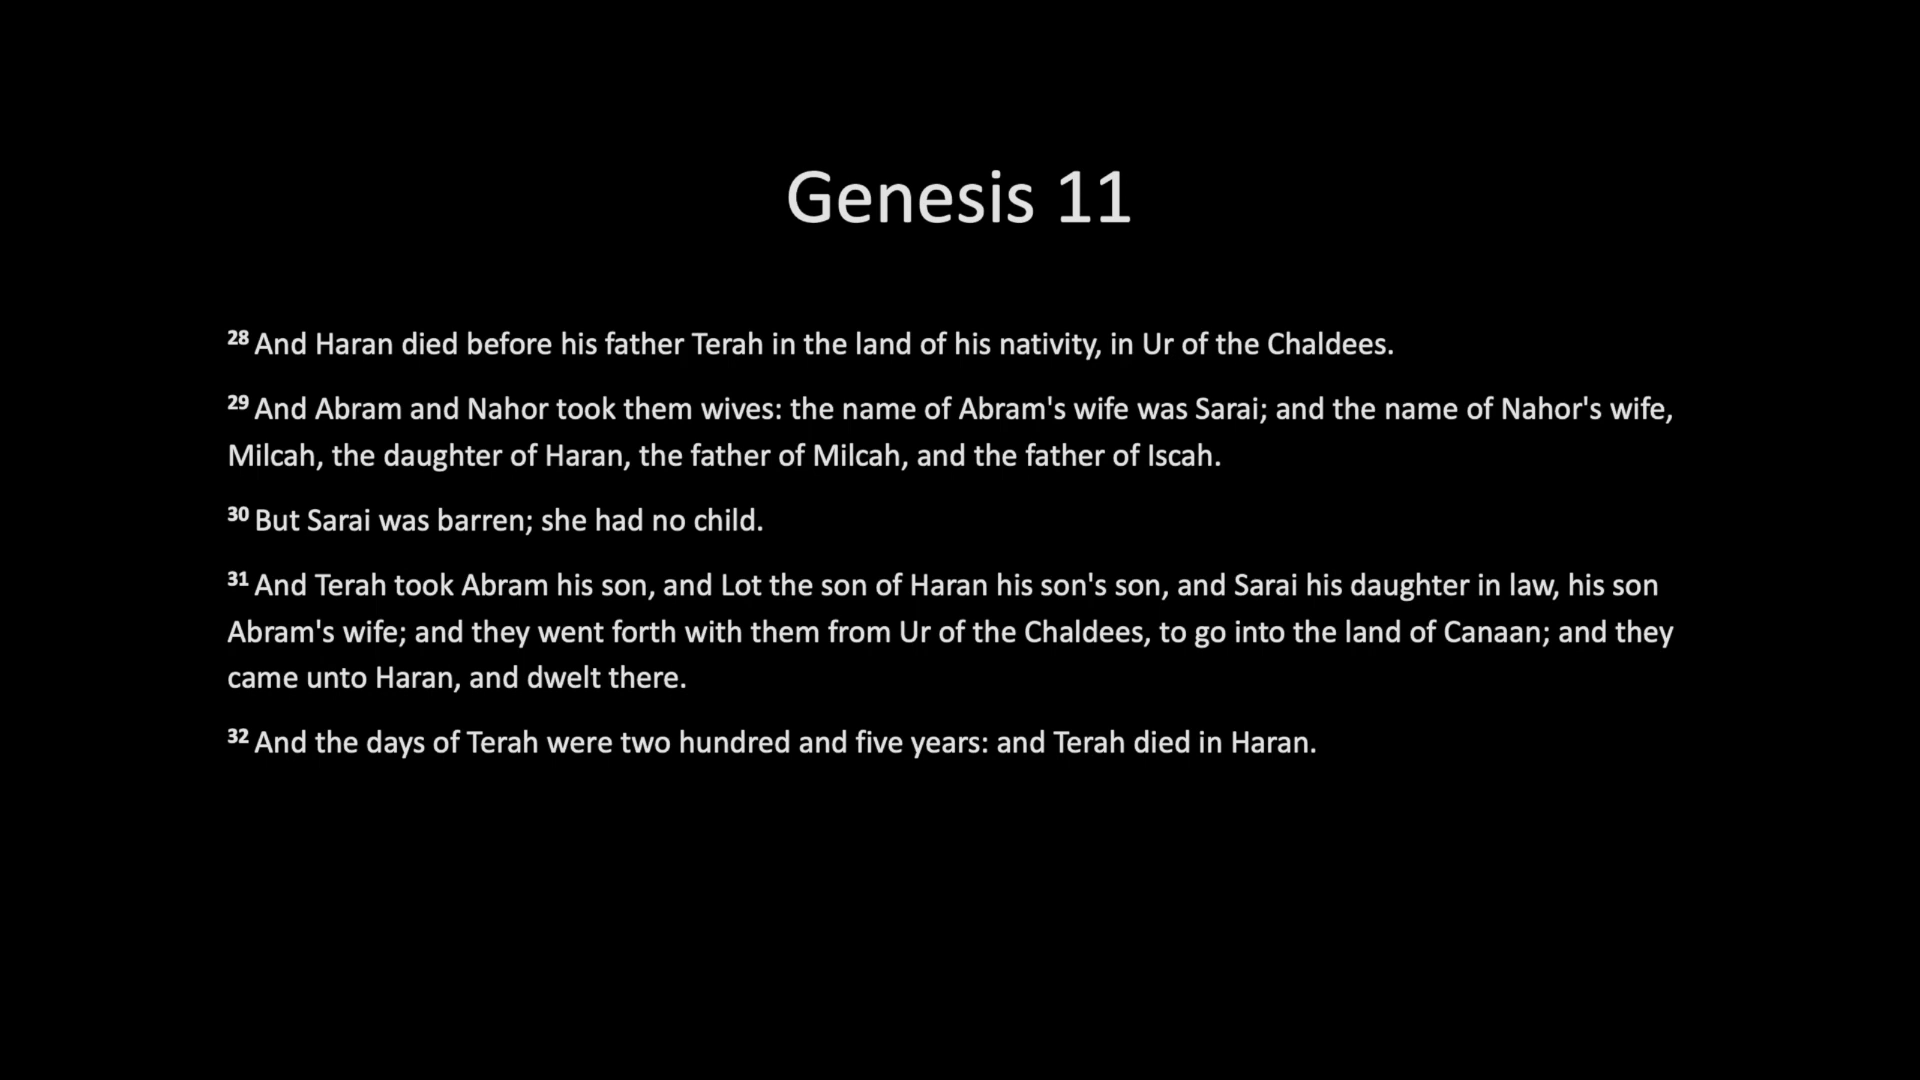 Genesis 11
28 And Haran died before his father Terah in the land of his nativity, in Ur of the Chaldees.
29 And Abram and Nahor took them wives: the name of Abram's wife was Sarai; and the name of Nahor's wife,
Milcah, the daughter of Haran, the father of Milcah, and the father of Iscah.
30 But Sarai was barren; she had no child.
31 And Terah took Abram his son, and Lot the son of Haran his son's son, and Sarai his daughter in law, his son
Abram's wife; and they went forth with them from Ur of the Chaldees, to go into the land of Canaan; and they
came unto Haran, and dwelt there.
32 And the days of Terah were two hundred and five years: and Terah died in Haran.